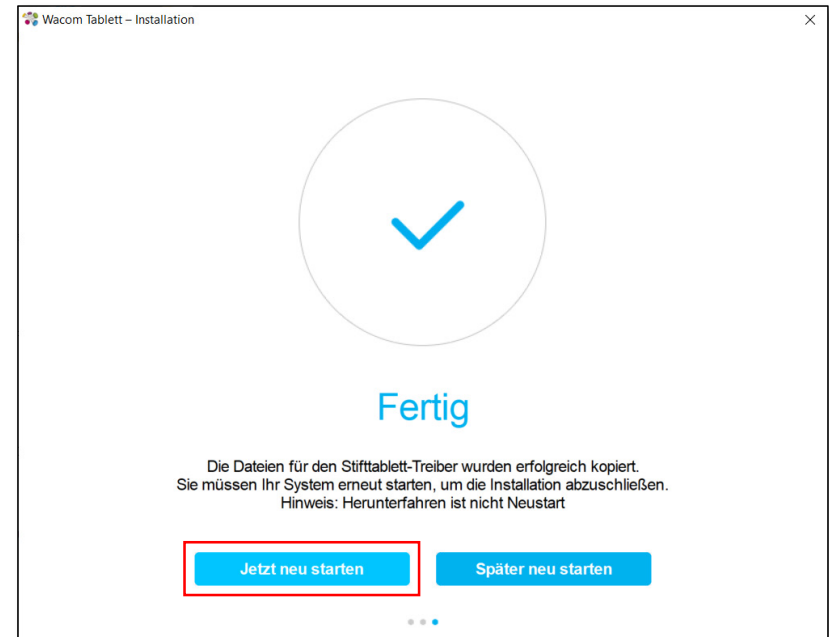 Wacom Tablett – Installation
Fertig
Die Dateien für den Stifttablett-Treiber wurden erfolgreich kopiert.
Sie müssen Ihr System erneut starten, um die Installation abzuschließen.
Hinweis: Herunterfahren ist nicht Neustart
Jetzt neu starten
Später neu starten